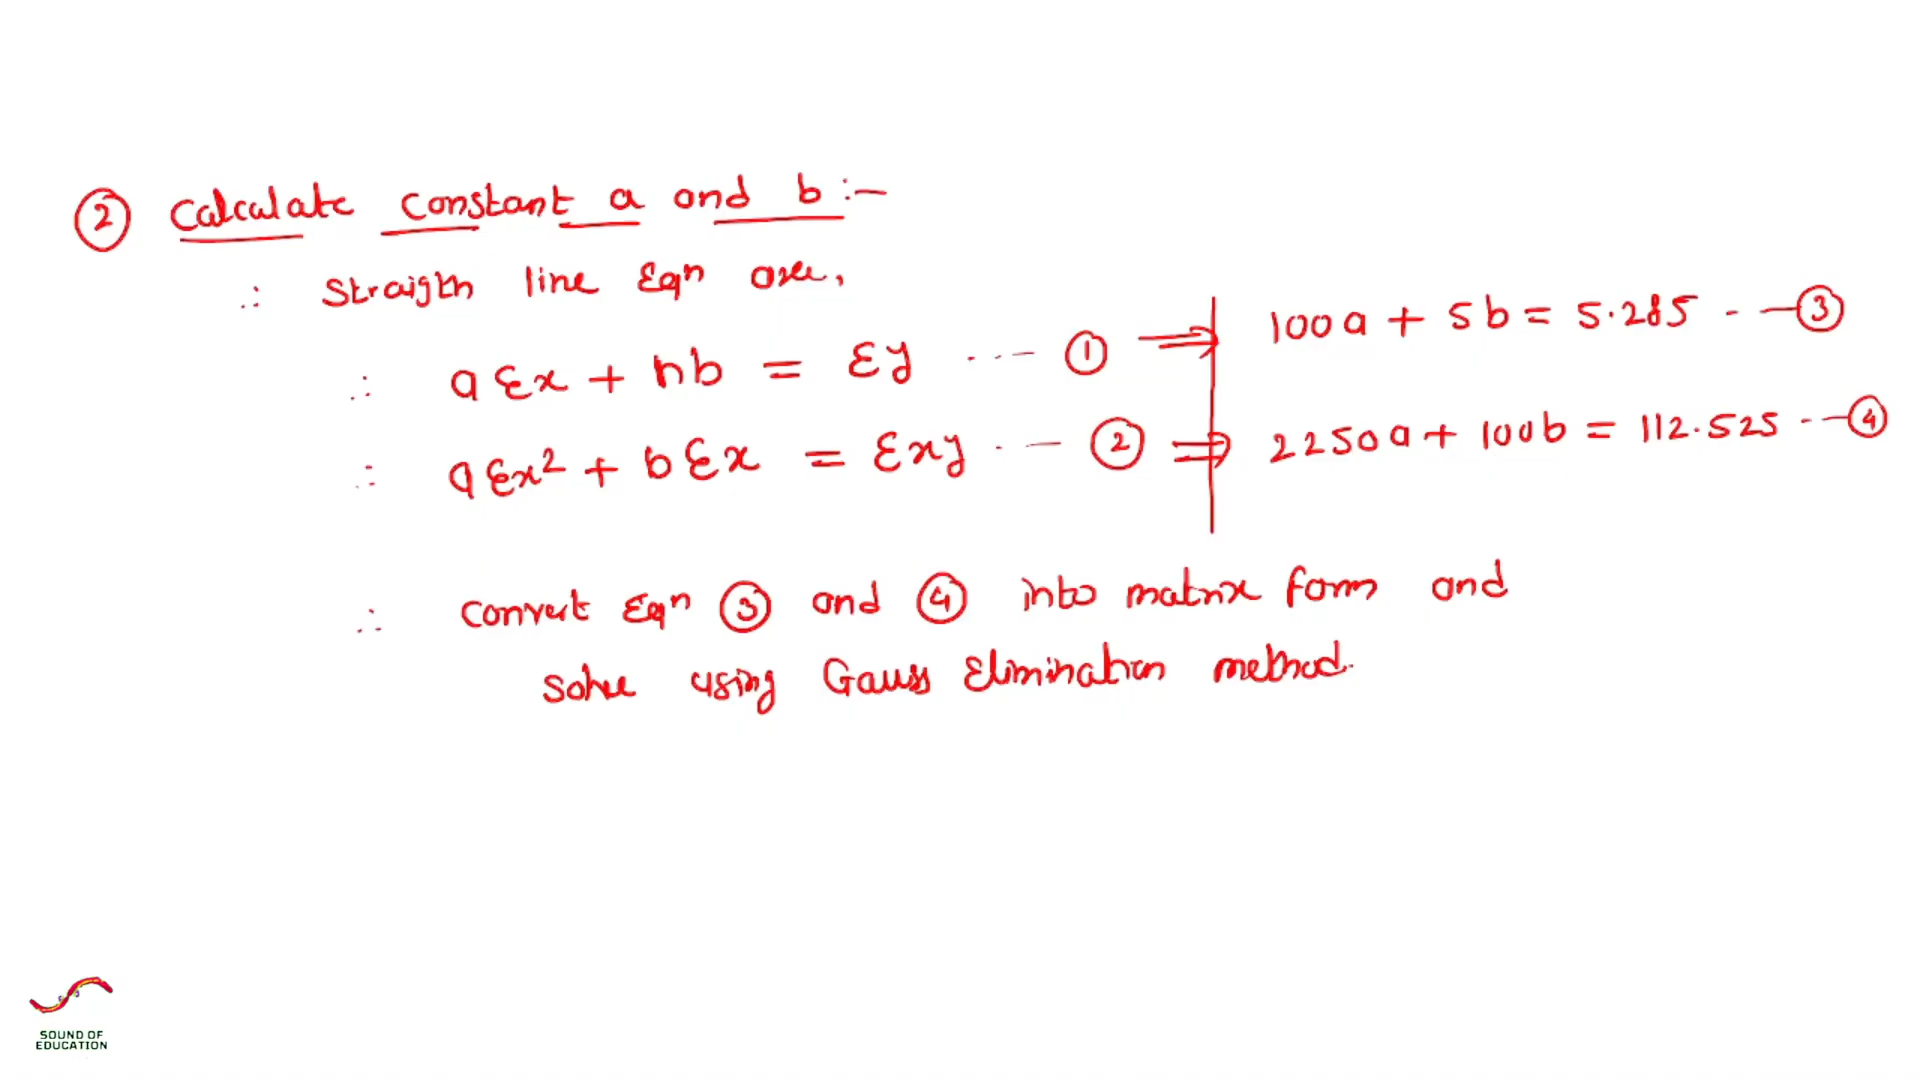 ② Calculate Constant a and b :-
∴ Straigth line Eqn are,
∴ aΣx + nb = Σy ---- ① ⇒ 100a + 5b = 5.285 - -- ③
∴ aΣx² + bΣx = Σxy - -- ② ⇒ 2250a + 100b = 112.525 - -- ④
∴ Convert Eqn ③ and ④ into matrix form and
solve using Gauss Elimination method.
SOUND OF
EDUCATION